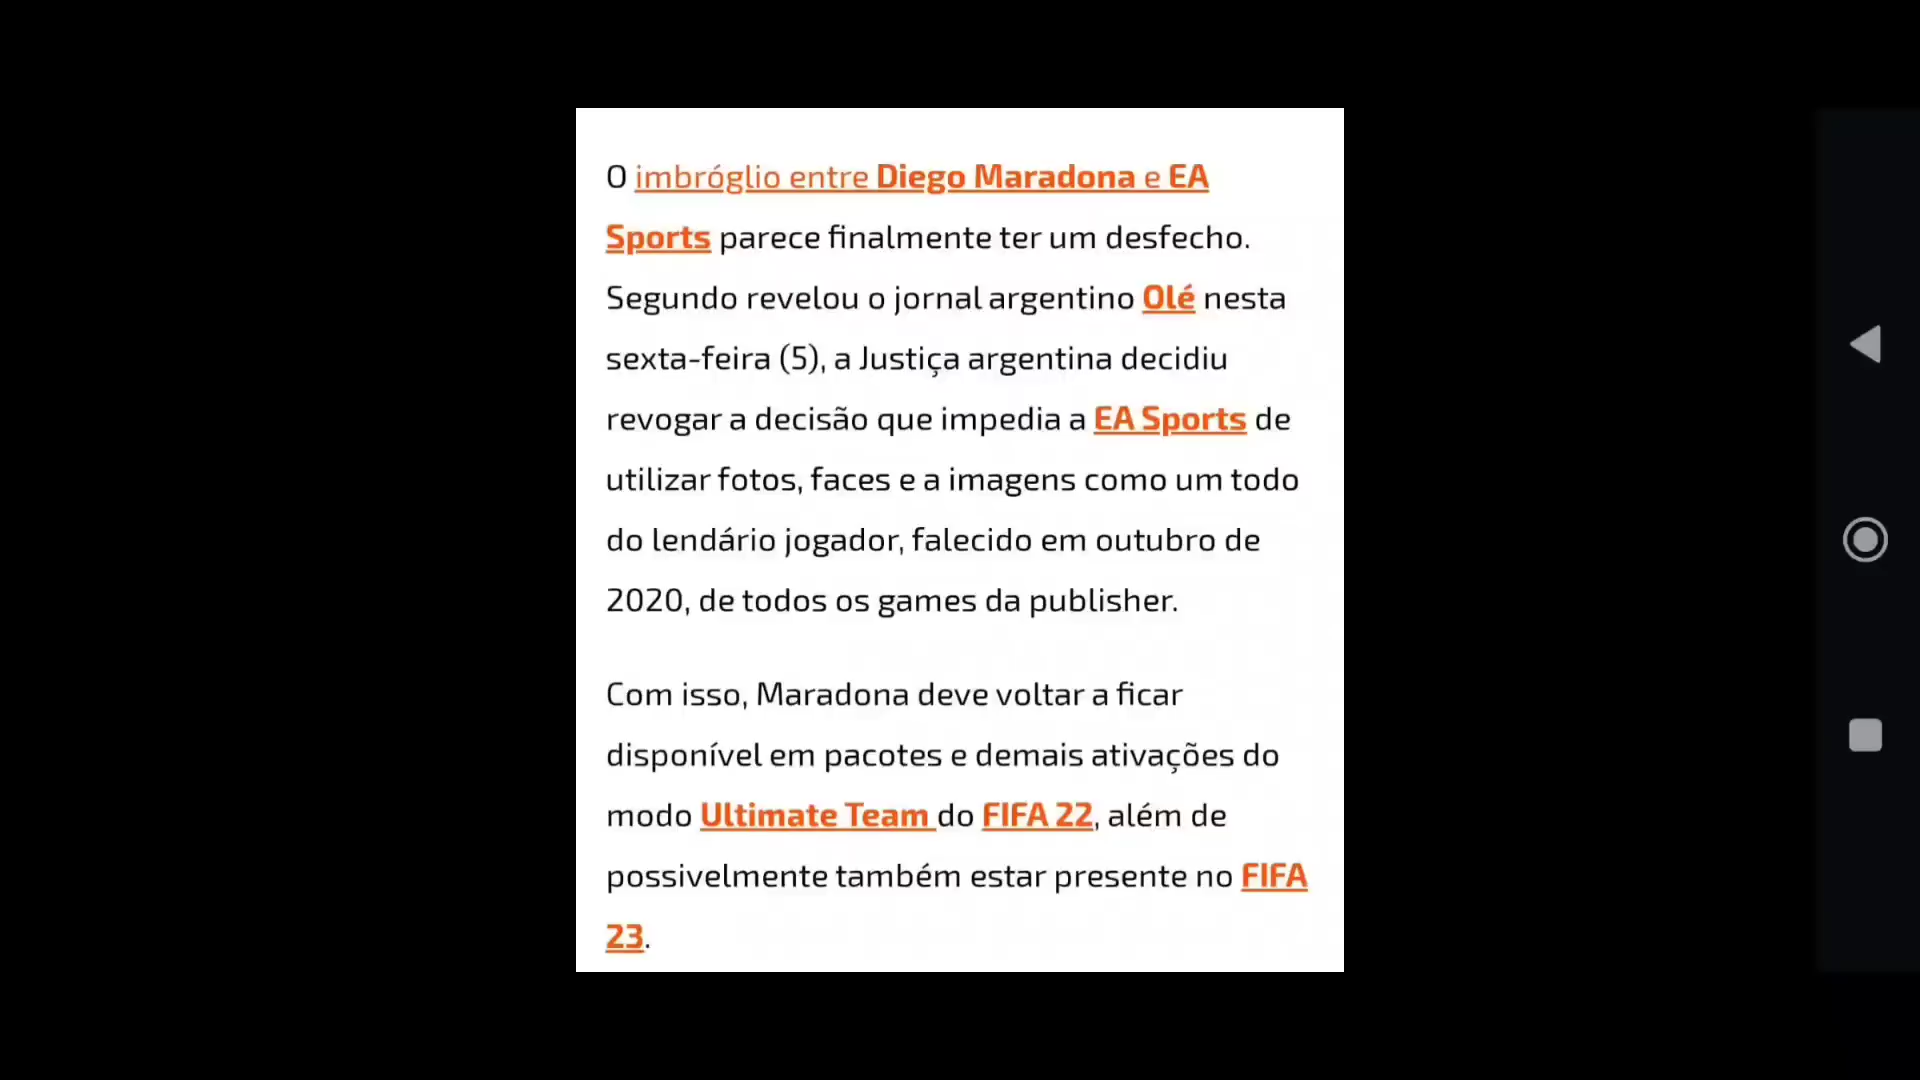 O imbróglio entre Diego Maradona e EA
Sports parece finalmente ter um desfecho.
Segundo revelou o jornal argentino Olé nesta
sexta-feira (5), a Justiça argentina decidiu
revogar a decisão que impedia a EA Sports de
utilizar fotos, faces e a imagens como um todo
do lendário jogador, falecido em outubro de
2020, de todos os games da publisher.
Com isso, Maradona deve voltar a ficar
disponível em pacotes e demais ativações do
modo Ultimate Team do FIFA 22, além de
possivelmente também estar presente no FIFA
23.